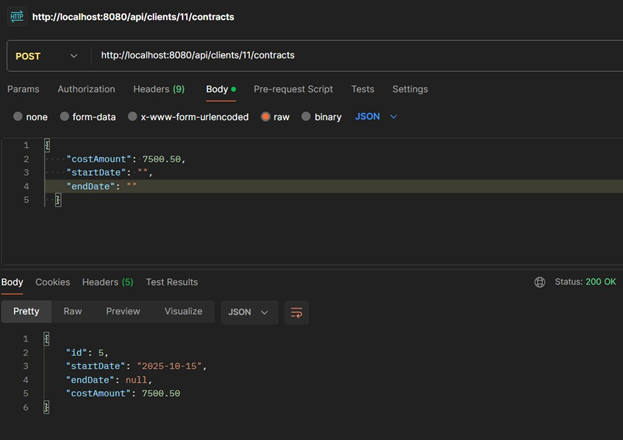 HTTP http://localhost:8080/api/clients/11/contracts
POST http://localhost:8080/api/clients/11/contracts
Params Authorization Headers (9) Body Pre-request Script Tests Settings
none form-data x-www-form-urlencoded raw binary JSON
1 {
2 "costAmount": 7500.50,
3 "startDate": "",
4 "endDate": ""
5 }
Body Cookies Headers (5) Test Results Status: 200 OK
Pretty Raw Preview Visualize JSON
1 {
2 "id": 5,
3 "startDate": "2025-10-15",
4 "endDate": null,
5 "costAmount": 7500.50
6 }